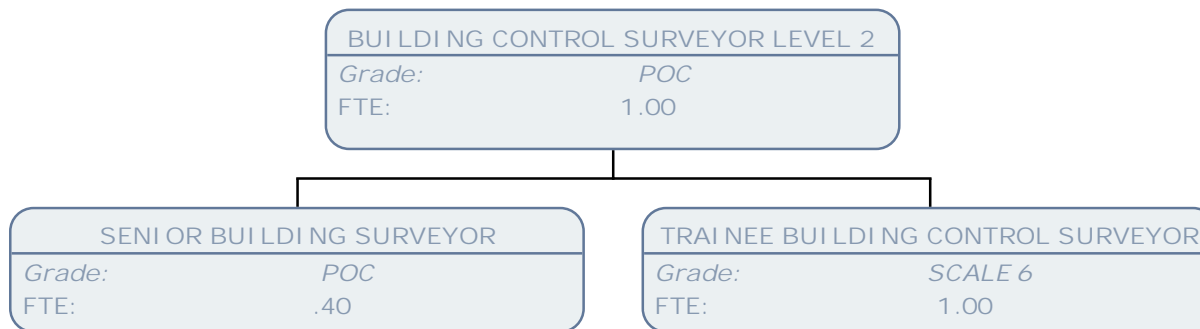 BUILDING CONTROL SURVEYOR LEVEL 2
Grade: POC
FTE: 1.00
SENIOR BUILDING SURVEYOR
Grade: POC
FTE: .40
TRAINEE BUILDING CONTROL SURVEYOR
Grade: SCALE 6
FTE: 1.00